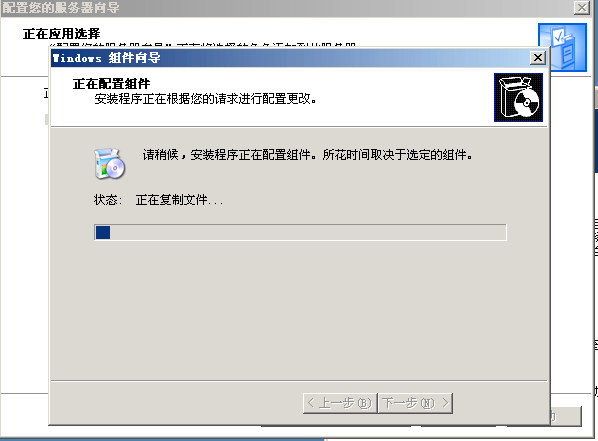 配置您的服务器向导
正在应用选择
Windows 组件向导
正在配置组件
安装程序正在根据您的请求进行配置更改。
请稍候，安装程序正在配置组件。所花时间取决于选定的组件。
状态: 正在复制文件...
< 上一步(B) 下一步(N) >